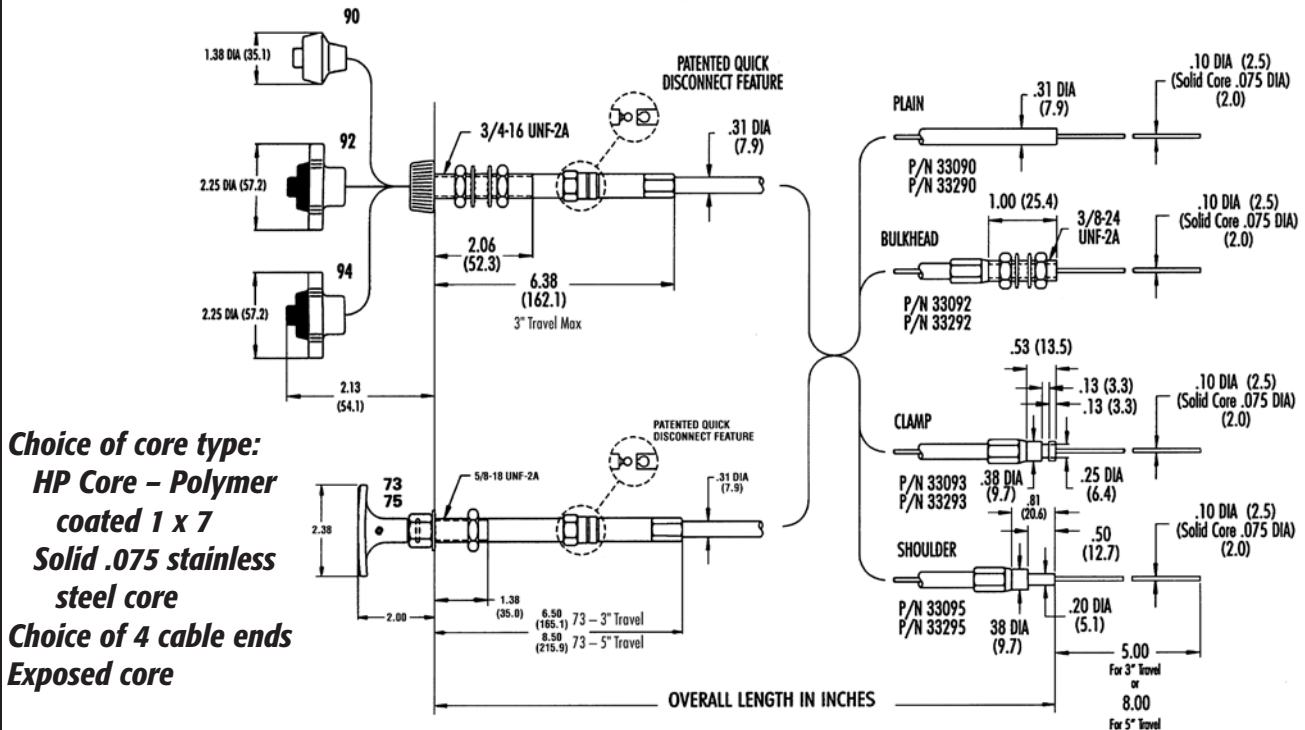 90
1.38 DIA (35.1)
92
2.25 DIA (57.2)
94
2.25 DIA (57.2)
2.13
(54.1)
3/4-16 UNF-2A
PATENTED QUICK
DISCONNECT FEATURE
.31 DIA
(7.9)
2.06
(52.3)
6.38
(162.1)
3" Travel Max
Choice of core type:
HP Core – Polymer
coated 1 x 7
Solid .075 stainless
steel core
Choice of 4 cable ends
Exposed core
73
75
2.38
2.00
5/8-18 UNF-2A
PATENTED QUICK
DISCONNECT FEATURE
.31 DIA
(7.9)
1.38
(35.0)
6.50
(165.1) 73 – 3" Travel
8.50
(215.9) 73 – 5" Travel
OVERALL LENGTH IN INCHES
PLAIN
.31 DIA
(7.9)
P/N 33090
P/N 33290
.10 DIA (2.5)
(Solid Core .075 DIA)
(2.0)
BULKHEAD
1.00 (25.4)
3/8-24
UNF-2A
P/N 33092
P/N 33292
.10 DIA (2.5)
(Solid Core .075 DIA)
(2.0)
CLAMP
.53 (13.5)
.13 (3.3)
.13 (3.3)
P/N 33093
P/N 33293
.38 DIA
(9.7)
.25 DIA
(6.4)
.10 DIA (2.5)
(Solid Core .075 DIA)
(2.0)
SHOULDER
.81
(20.6)
.50
(12.7)
P/N 33095
P/N 33295
38 DIA
(9.7)
.20 DIA
(5.1)
.10 DIA (2.5)
(Solid Core .075 DIA)
(2.0)
5.00
For 3" Travel
or
8.00
For 5" Travel